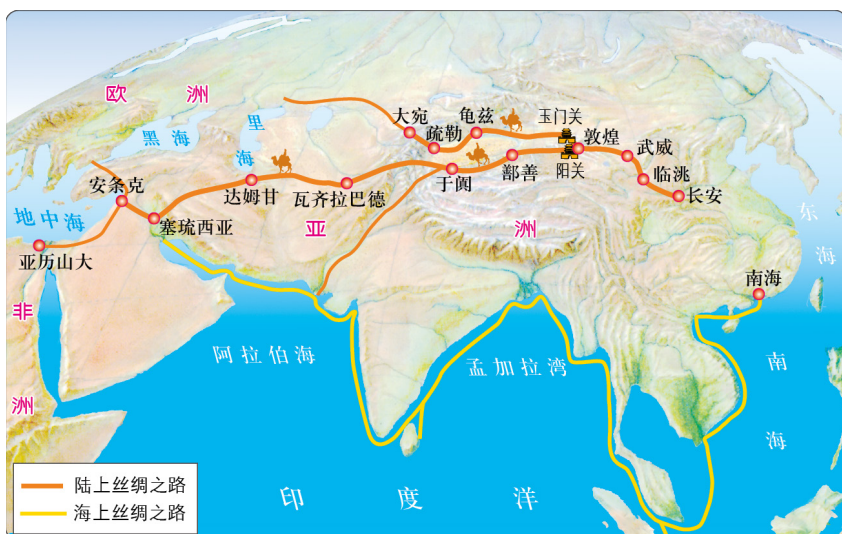 欧洲
黑海
里海
大宛
疏勒
龟兹
玉门关
敦煌
阳关
武威
临洮
长安
安条克
地中海
塞琉西亚
亚历山大
达姆甘
瓦齐拉巴德
于阗
鄯善
亚洲
东海
南海
非洲
阿拉伯海
孟加拉湾
南海
印度洋
陆上丝绸之路
海上丝绸之路